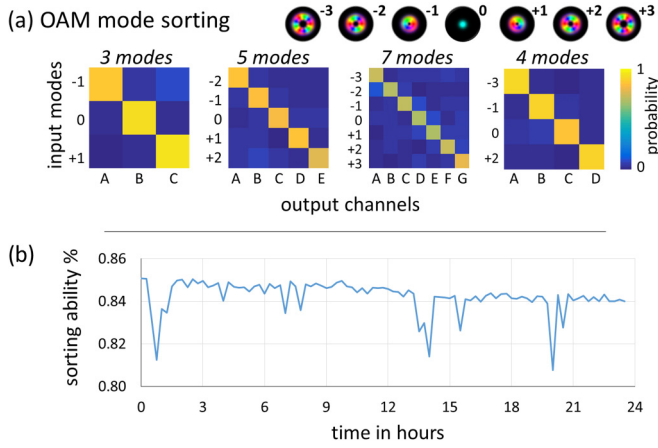 (a) OAM mode sorting
-3 -2 -1 0 +1 +2 +3
3 modes 5 modes 7 modes 4 modes
input modes
-1
0
+1
A B C
-2
-1
0
+1
+2
A B C D E
-3
-2
-1
0
+1
+2
+3
A B C D E F G
-3
-1
0
+2
A B C D
1
probability
0
output channels
(b)
sorting ability %
0.86
0.84
0.82
0.80
0 3 6 9 12 15 18 21 24
time in hours